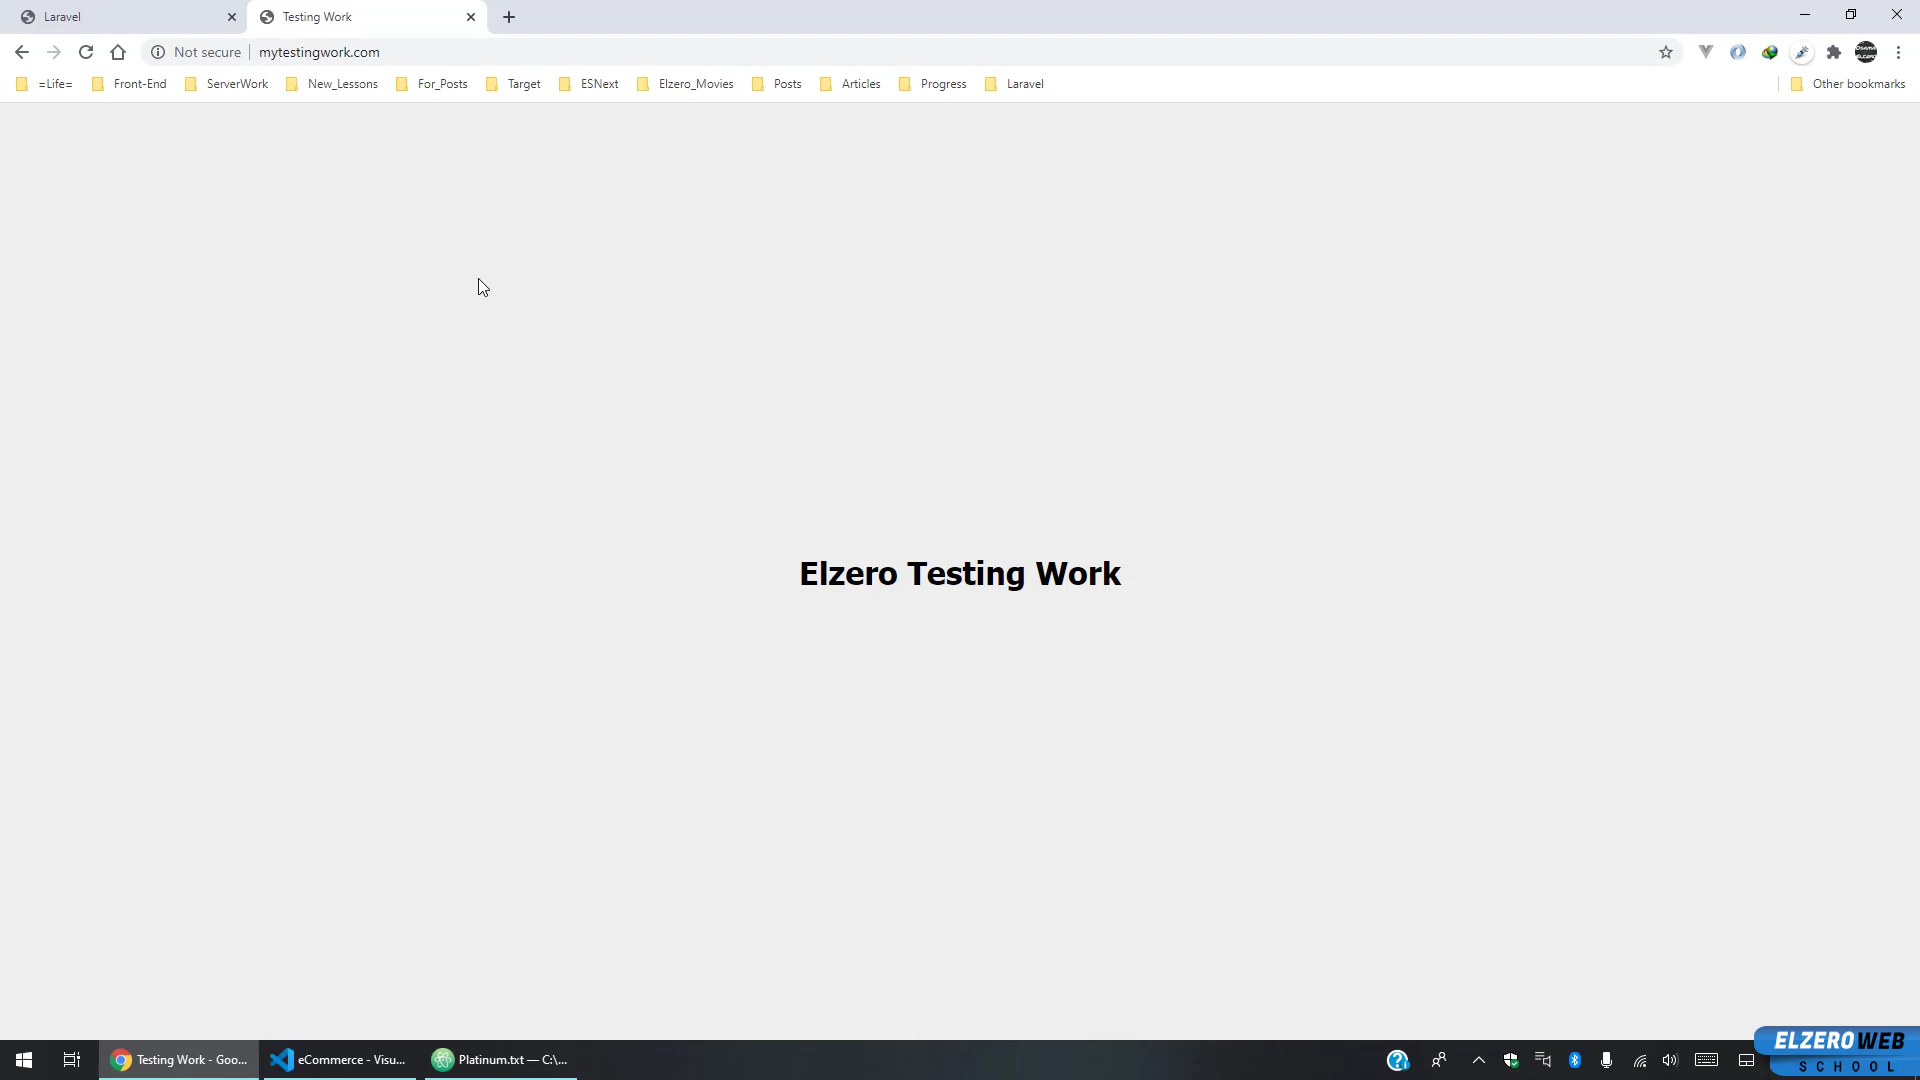 Laravel
Testing Work
Not secure
mytestingwork.com
=Life=
Front-End
ServerWork
New_Lessons
For_Posts
Target
ESNext
Elzero_Movies
Posts
Articles
Progress
Laravel
Other bookmarks
Elzero Testing Work
Testing Work - Goo...
eCommerce - Visu...
Platinum.txt — C:\...
ELZERO WEB
SCHOOL